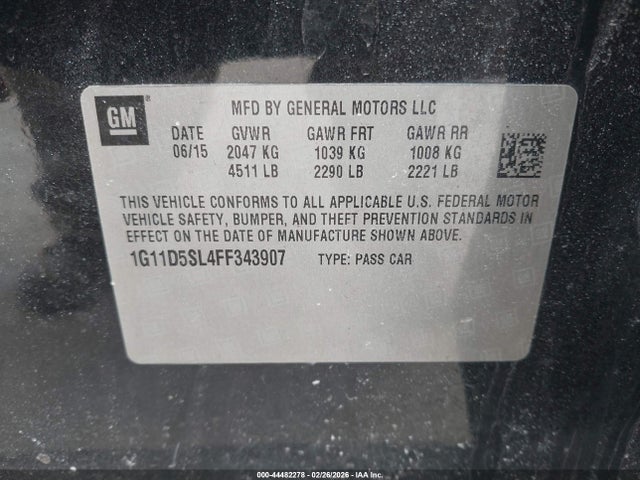 GM
MFD BY GENERAL MOTORS LLC
DATE GVWR GAWR FRT GAWR RR
06/15 2047 KG 1039 KG 1008 KG
4511 LB 2290 LB 2221 LB
THIS VEHICLE CONFORMS TO ALL APPLICABLE U.S. FEDERAL MOTOR
VEHICLE SAFETY, BUMPER, AND THEFT PREVENTION STANDARDS IN
EFFECT ON THE DATE OF MANUFACTURE SHOWN ABOVE.
1G11D5SL4FF343907 TYPE: PASS CAR
000-44482278 - 02/26/2026 - IAA Inc.